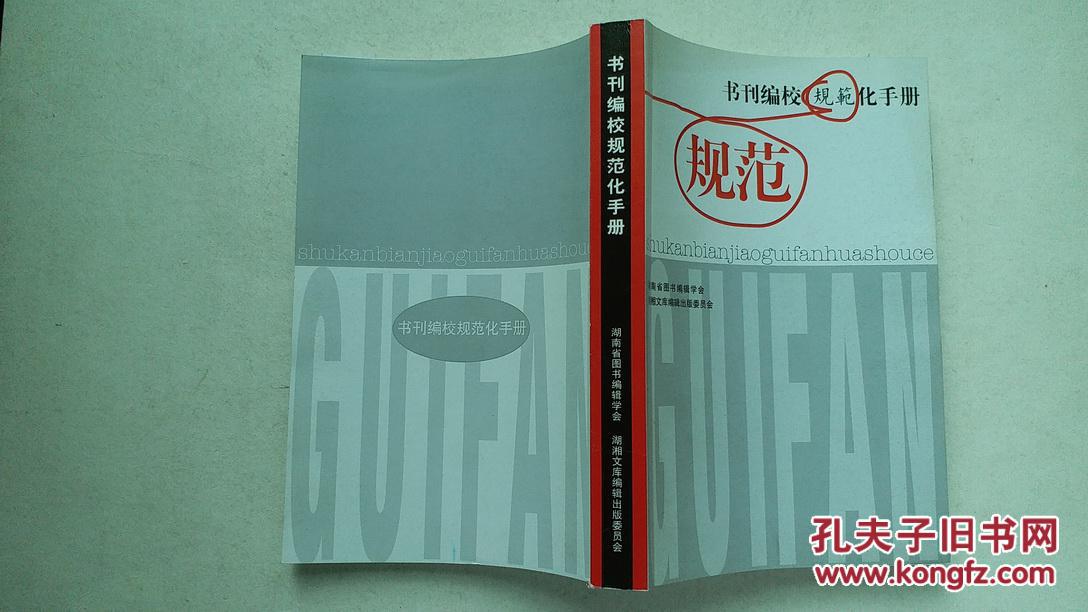 书刊编校规範化手册
规范
shukanbianjiaoguifanhuashouce
南省图书编辑学会
湘文库编辑出版委员会
GUIFAN
书刊编校规范化手册
湖南省图书编辑学会 湖湘文库编辑出版委员会
shukanbianjiaoguifanhuashouce
书刊编校规范化手册
GUIFAN
孔夫子旧书网
www.kongfz.com